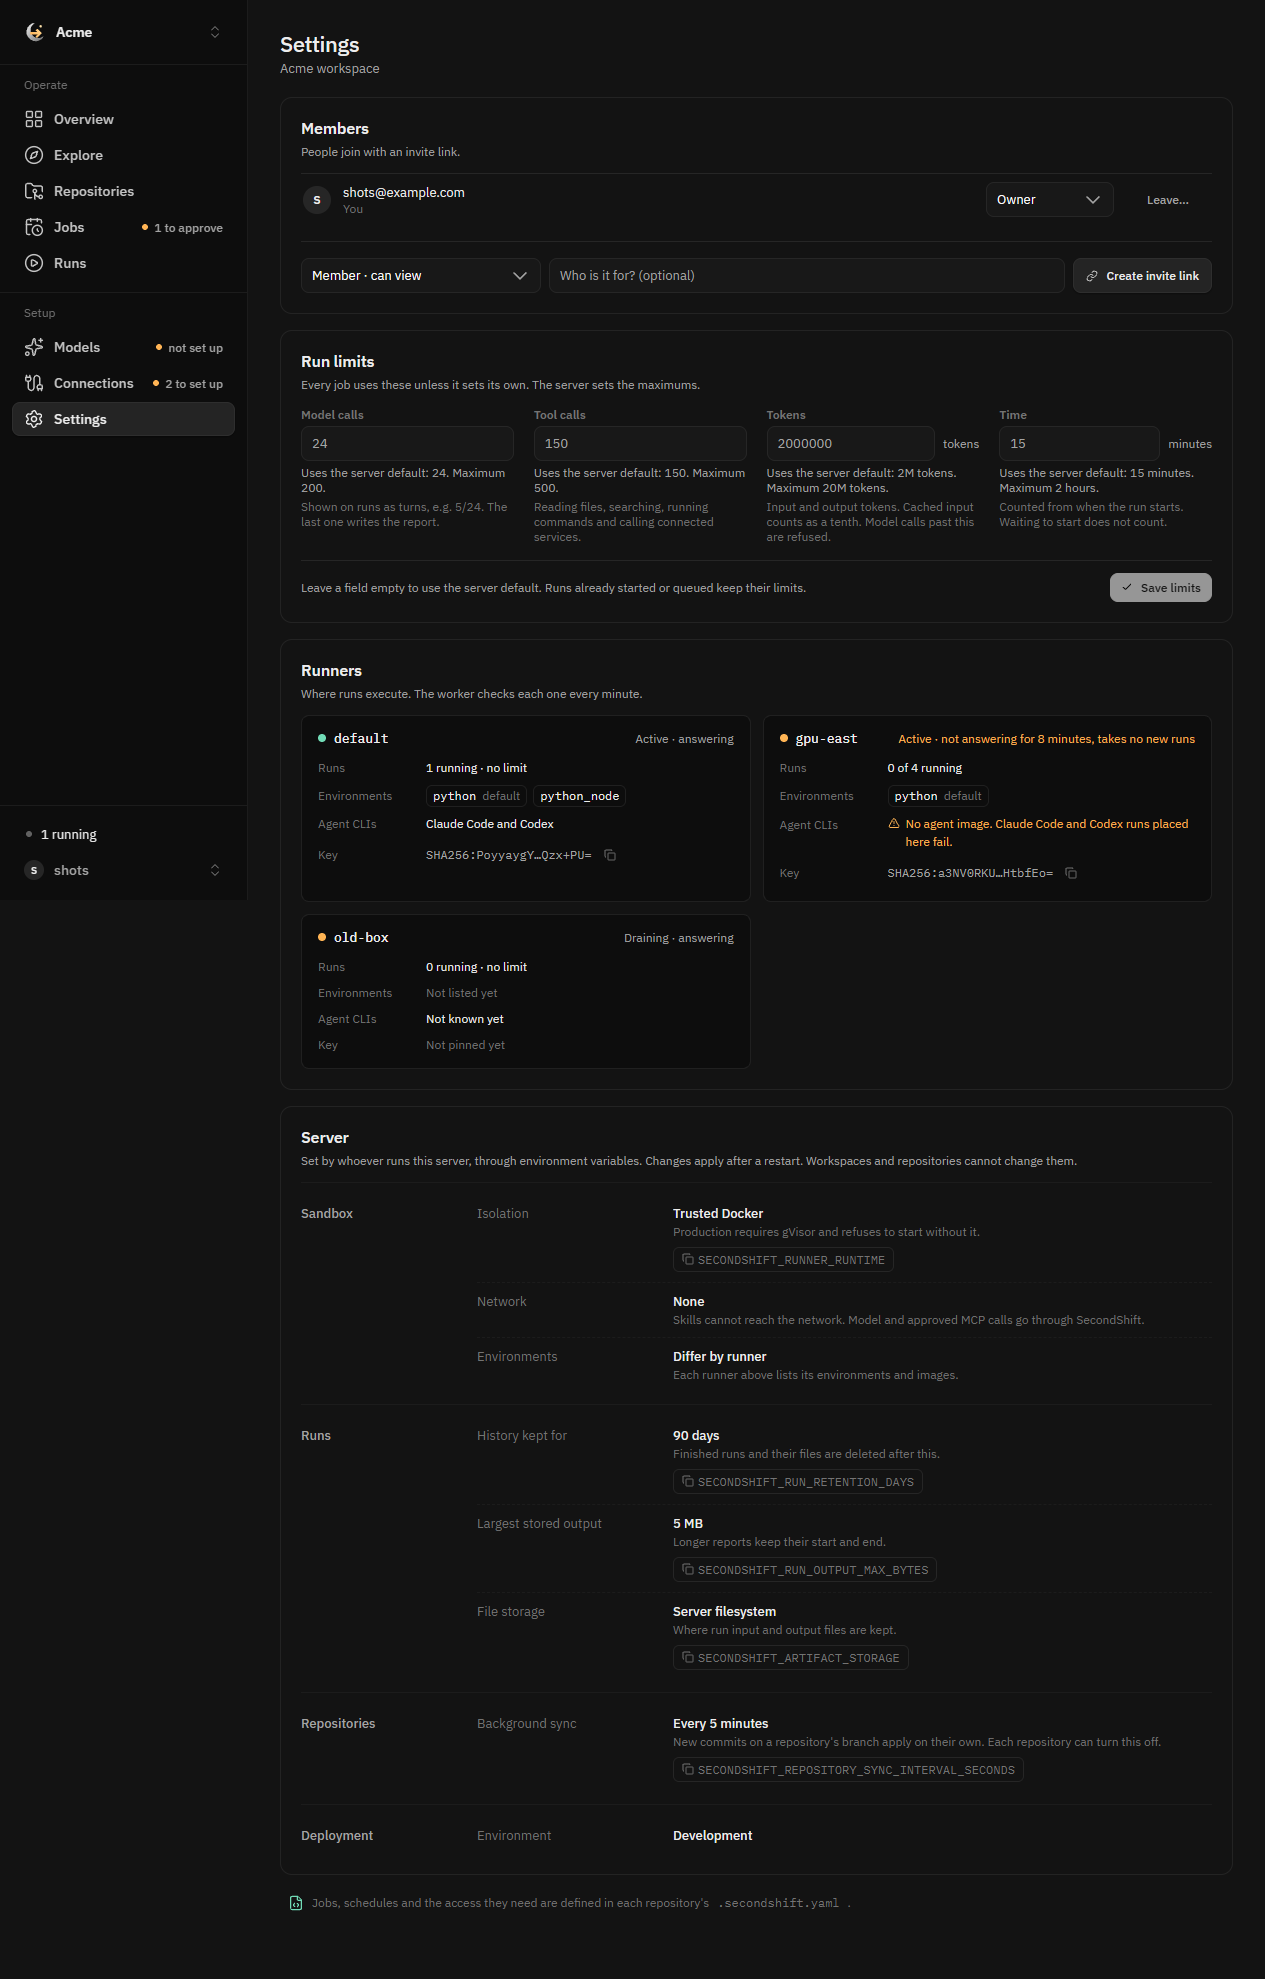 Acme
Operate
Overview
Explore
Repositories
Jobs
1 to approve
Runs
Setup
Models
not set up
Connections
2 to set up
Settings
1 running
S
shots
Settings
Acme workspace
Members
People join with an invite link.
S
shots@example.com
You
Owner
Leave...
Member · can view
Who is it for? (optional)
Create invite link
Run limits
Every job uses these unless it sets its own. The server sets the maximums.
Model calls
24
Uses the server default: 24. Maximum
200.
Shown on runs as turns, e.g. 5/24. The
last one writes the report.
Tool calls
150
Uses the server default: 150. Maximum
500.
Reading files, searching, running
commands and calling connected
services.
Tokens
2000000
tokens
Uses the server default: 2M tokens.
Maximum 20M tokens.
Input and output tokens. Cached input
counts as a tenth. Model calls past this
are refused.
Time
15
minutes
Uses the server default: 15 minutes.
Maximum 2 hours.
Counted from when the run starts.
Waiting to start does not count.
Leave a field empty to use the server default. Runs already started or queued keep their limits.
Save limits
Runners
Where runs execute. The worker checks each one every minute.
default
Active · answering
Runs
1 running · no limit
Environments
python default
python_node
Agent CLIs
Claude Code and Codex
Key
SHA256:PoyyaygY…Qzx+PU=
gpu-east
Active · not answering for 8 minutes, takes no new runs
Runs
0 of 4 running
Environments
python default
Agent CLIs
No agent image. Claude Code and Codex runs placed
here fail.
Key
SHA256:a3NV0RKU…HtbfEo=
old-box
Draining · answering
Runs
0 running · no limit
Environments
Not listed yet
Agent CLIs
Not known yet
Key
Not pinned yet
Server
Set by whoever runs this server, through environment variables. Changes apply after a restart. Workspaces and repositories cannot change them.
Sandbox
Isolation
Trusted Docker
Production requires gVisor and refuses to start without it.
SECONDSHIFT_RUNNER_RUNTIME
Network
None
Skills cannot reach the network. Model and approved MCP calls go through SecondShift.
Environments
Differ by runner
Each runner above lists its environments and images.
Runs
History kept for
90 days
Finished runs and their files are deleted after this.
SECONDSHIFT_RUN_RETENTION_DAYS
Largest stored output
5 MB
Longer reports keep their start and end.
SECONDSHIFT_RUN_OUTPUT_MAX_BYTES
File storage
Server filesystem
Where run input and output files are kept.
SECONDSHIFT_ARTIFACT_STORAGE
Repositories
Background sync
Every 5 minutes
New commits on a repository's branch apply on their own. Each repository can turn this off.
SECONDSHIFT_REPOSITORY_SYNC_INTERVAL_SECONDS
Deployment
Environment
Development
Jobs, schedules and the access they need are defined in each repository's .secondshift.yaml .